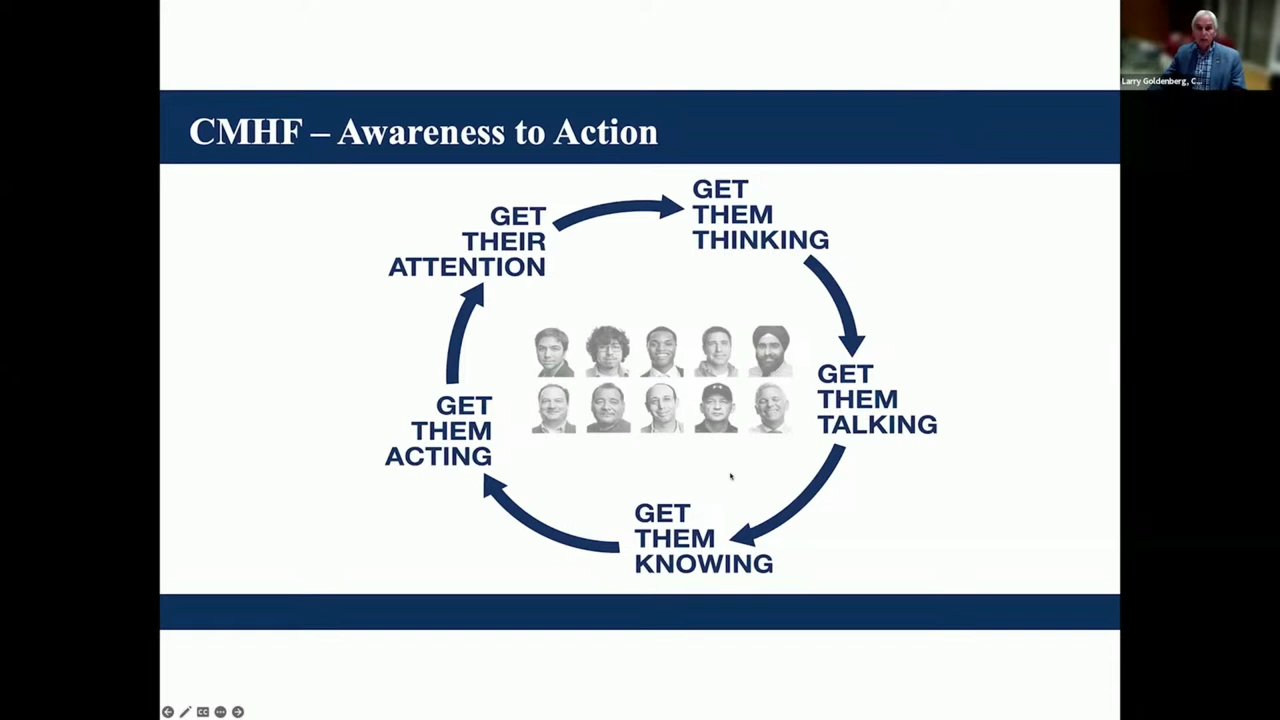 Larry Goldenberg, C...
CMHF – Awareness to Action
GET
THEIR
ATTENTION
GET
THEM
THINKING
GET
THEM
TALKING
GET
THEM
KNOWING
GET
THEM
ACTING
CC